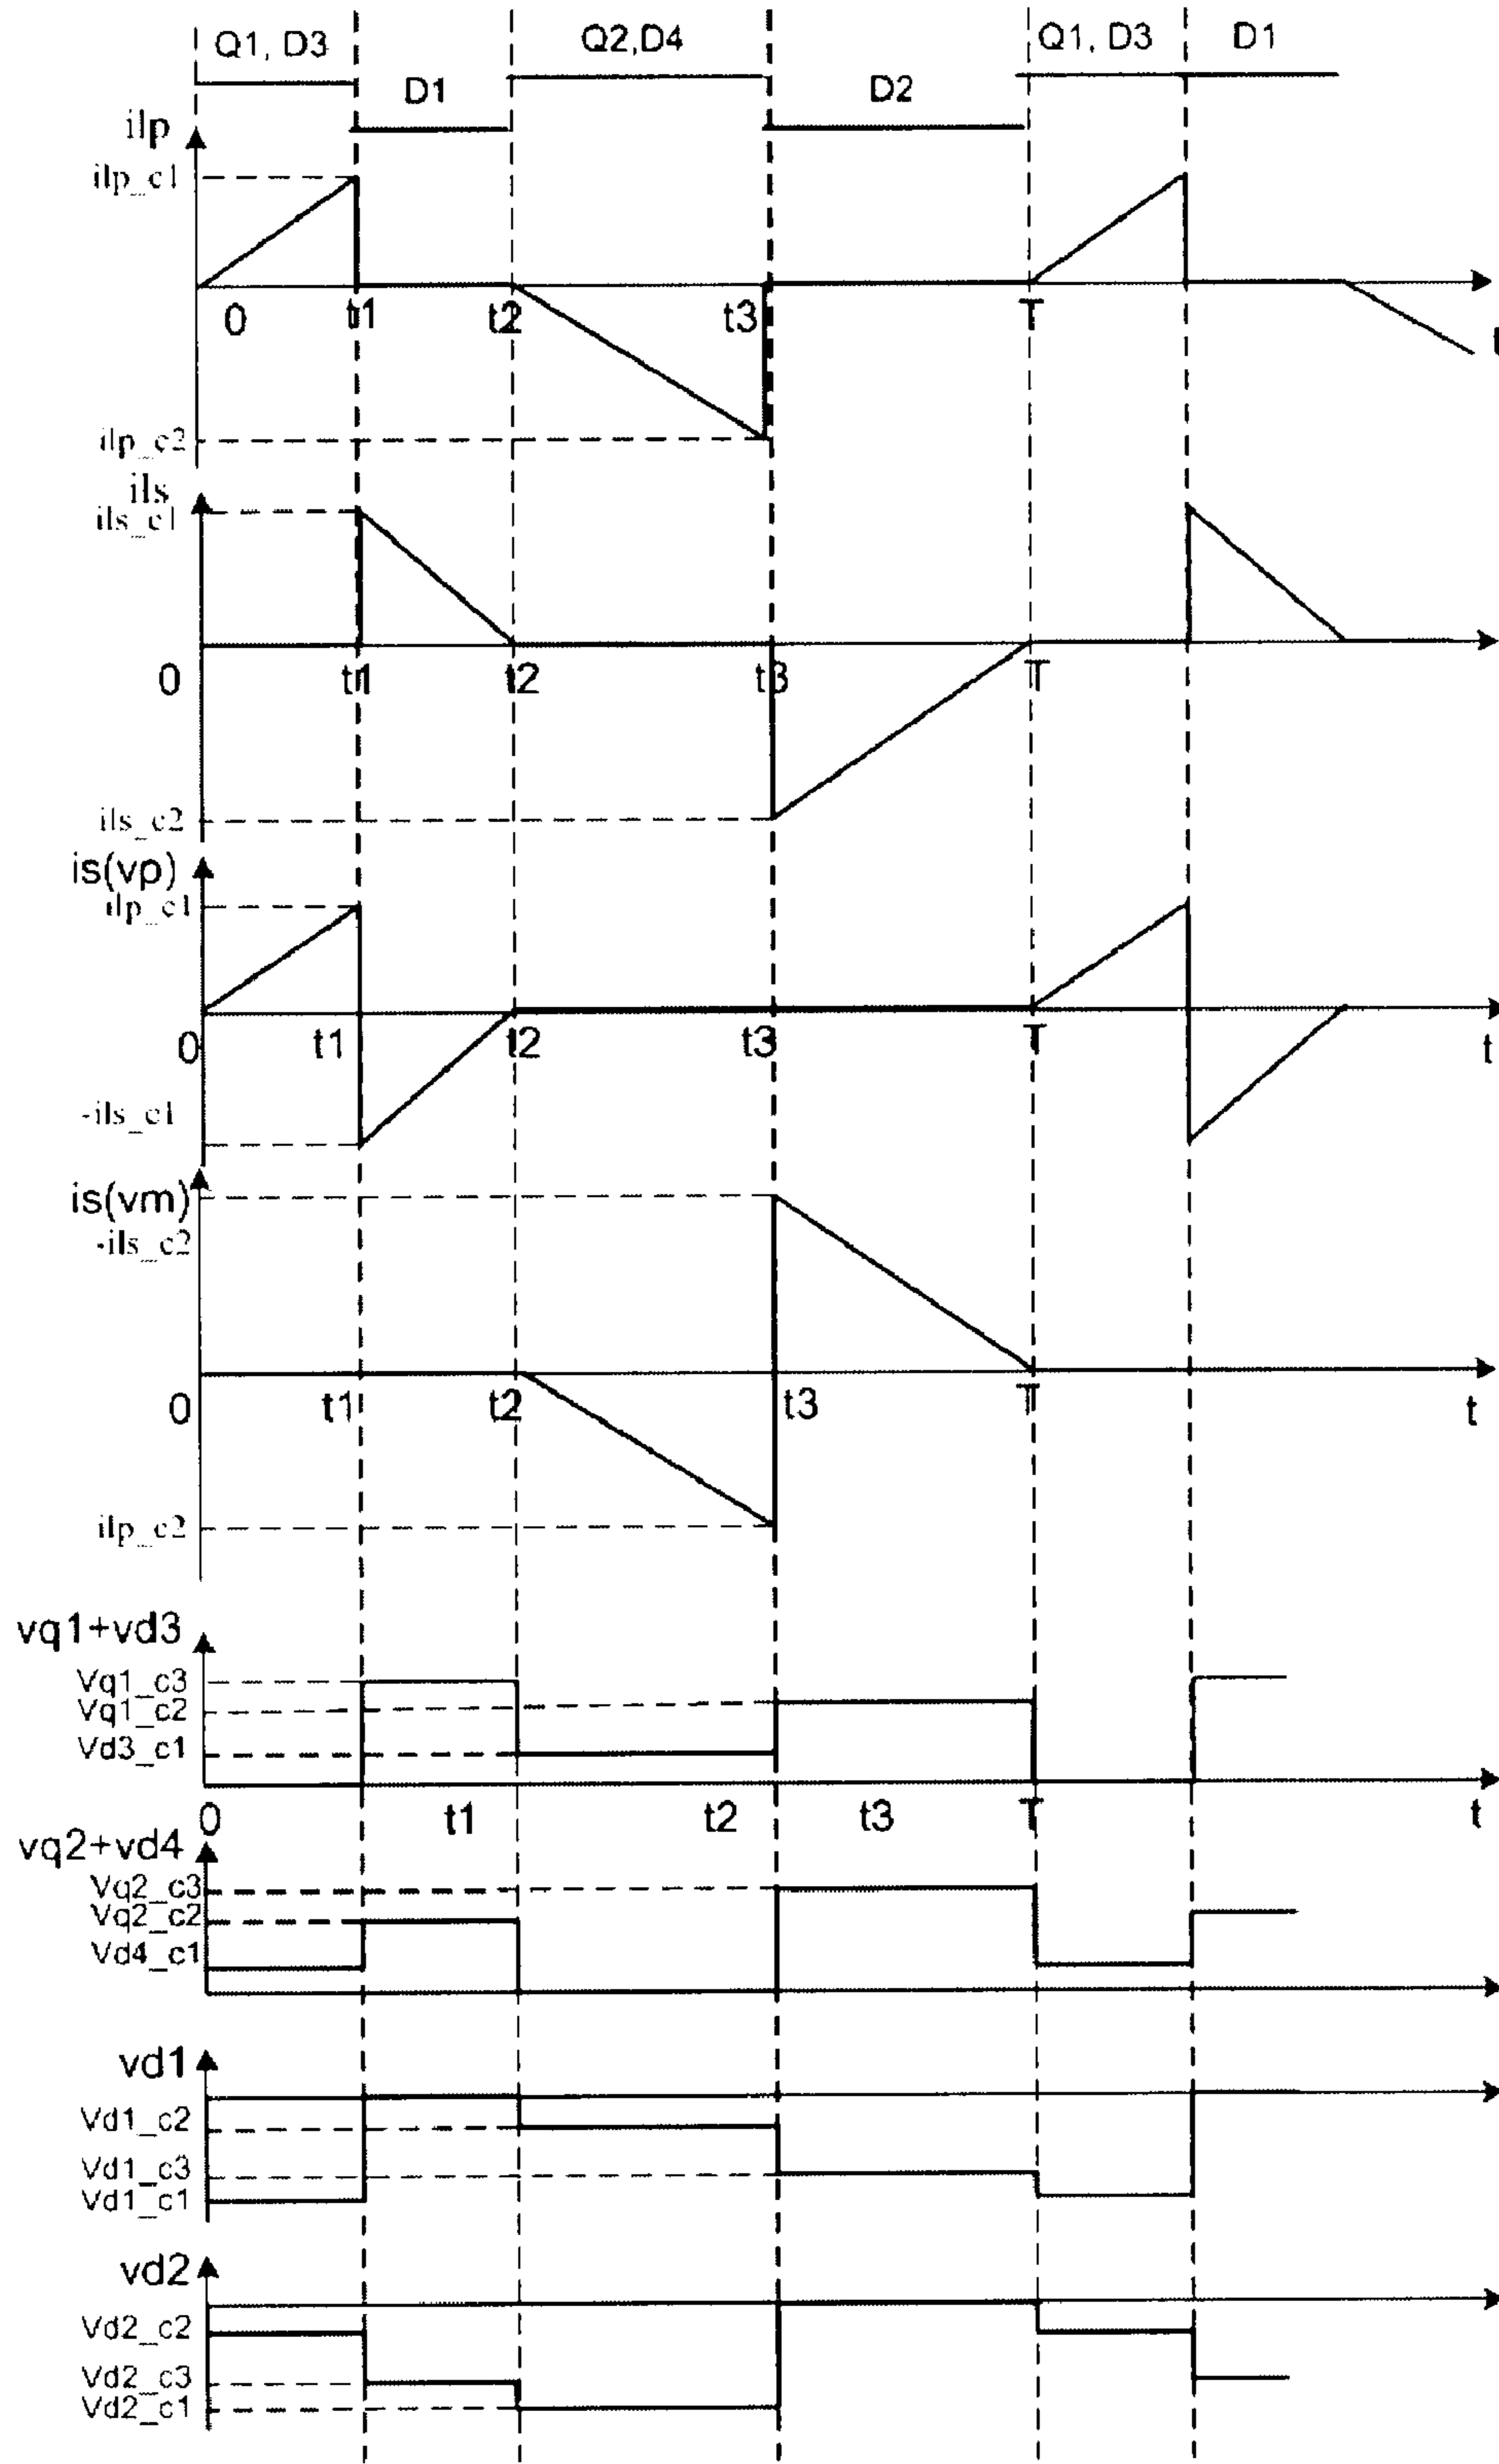 Q1, D3
D1
Q2,D4
D2
Q1, D3
D1
ilp
ilp_c1
0
t1
t2
t3
T
t
ilp_c2
ils
ils_c1
0
t1
t2
t3
T
ils_c2
is(vp)
ilp_c1
0
t1
t2
t3
T
t
-ils_c1
is(vm)
-ils_c2
0
t1
t2
t3
T
t
ilp_c2
vq1+vd3
Vq1_c3
Vq1_c2
Vd3_c1
0
t1
t2
t3
T
t
vq2+vd4
Vq2_c3
Vq2_c2
Vd4_c1
vd1
Vd1_c2
Vd1_c3
Vd1_c1
vd2
Vd2_c2
Vd2_c3
Vd2_c1